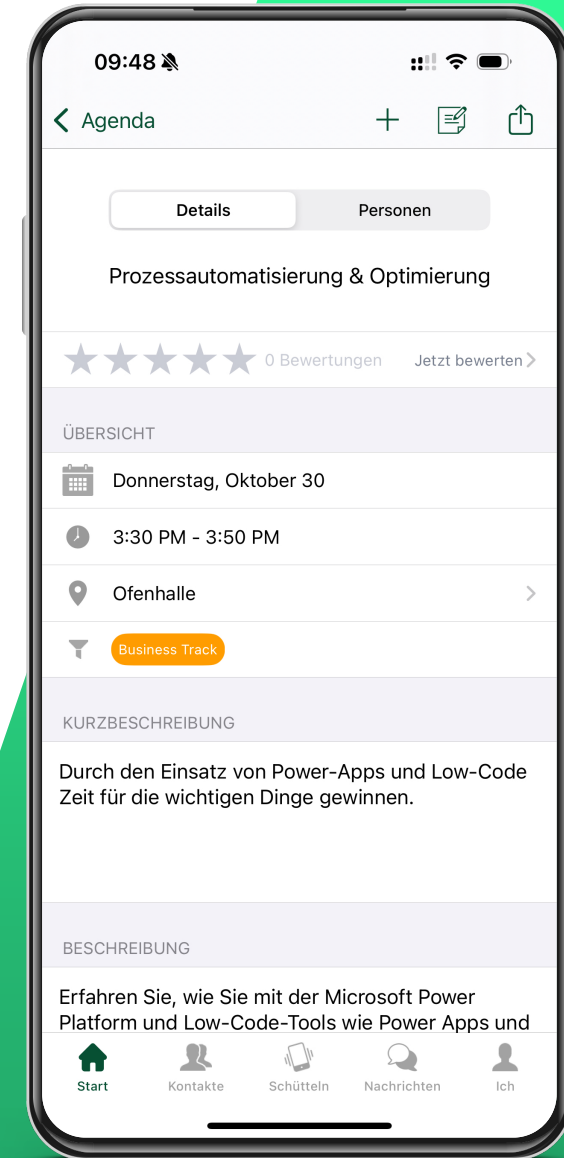 09:48
Agenda
Details Personen
Prozessautomatisierung & Optimierung
0 Bewertungen Jetzt bewerten
ÜBERSICHT
Donnerstag, Oktober 30
3:30 PM - 3:50 PM
Ofenhalle
Business Track
KURZBESCHREIBUNG
Durch den Einsatz von Power-Apps und Low-Code
Zeit für die wichtigen Dinge gewinnen.
BESCHREIBUNG
Erfahren Sie, wie Sie mit der Microsoft Power
Platform und Low-Code-Tools wie Power Apps und
Start Kontakte Schütteln Nachrichten Ich